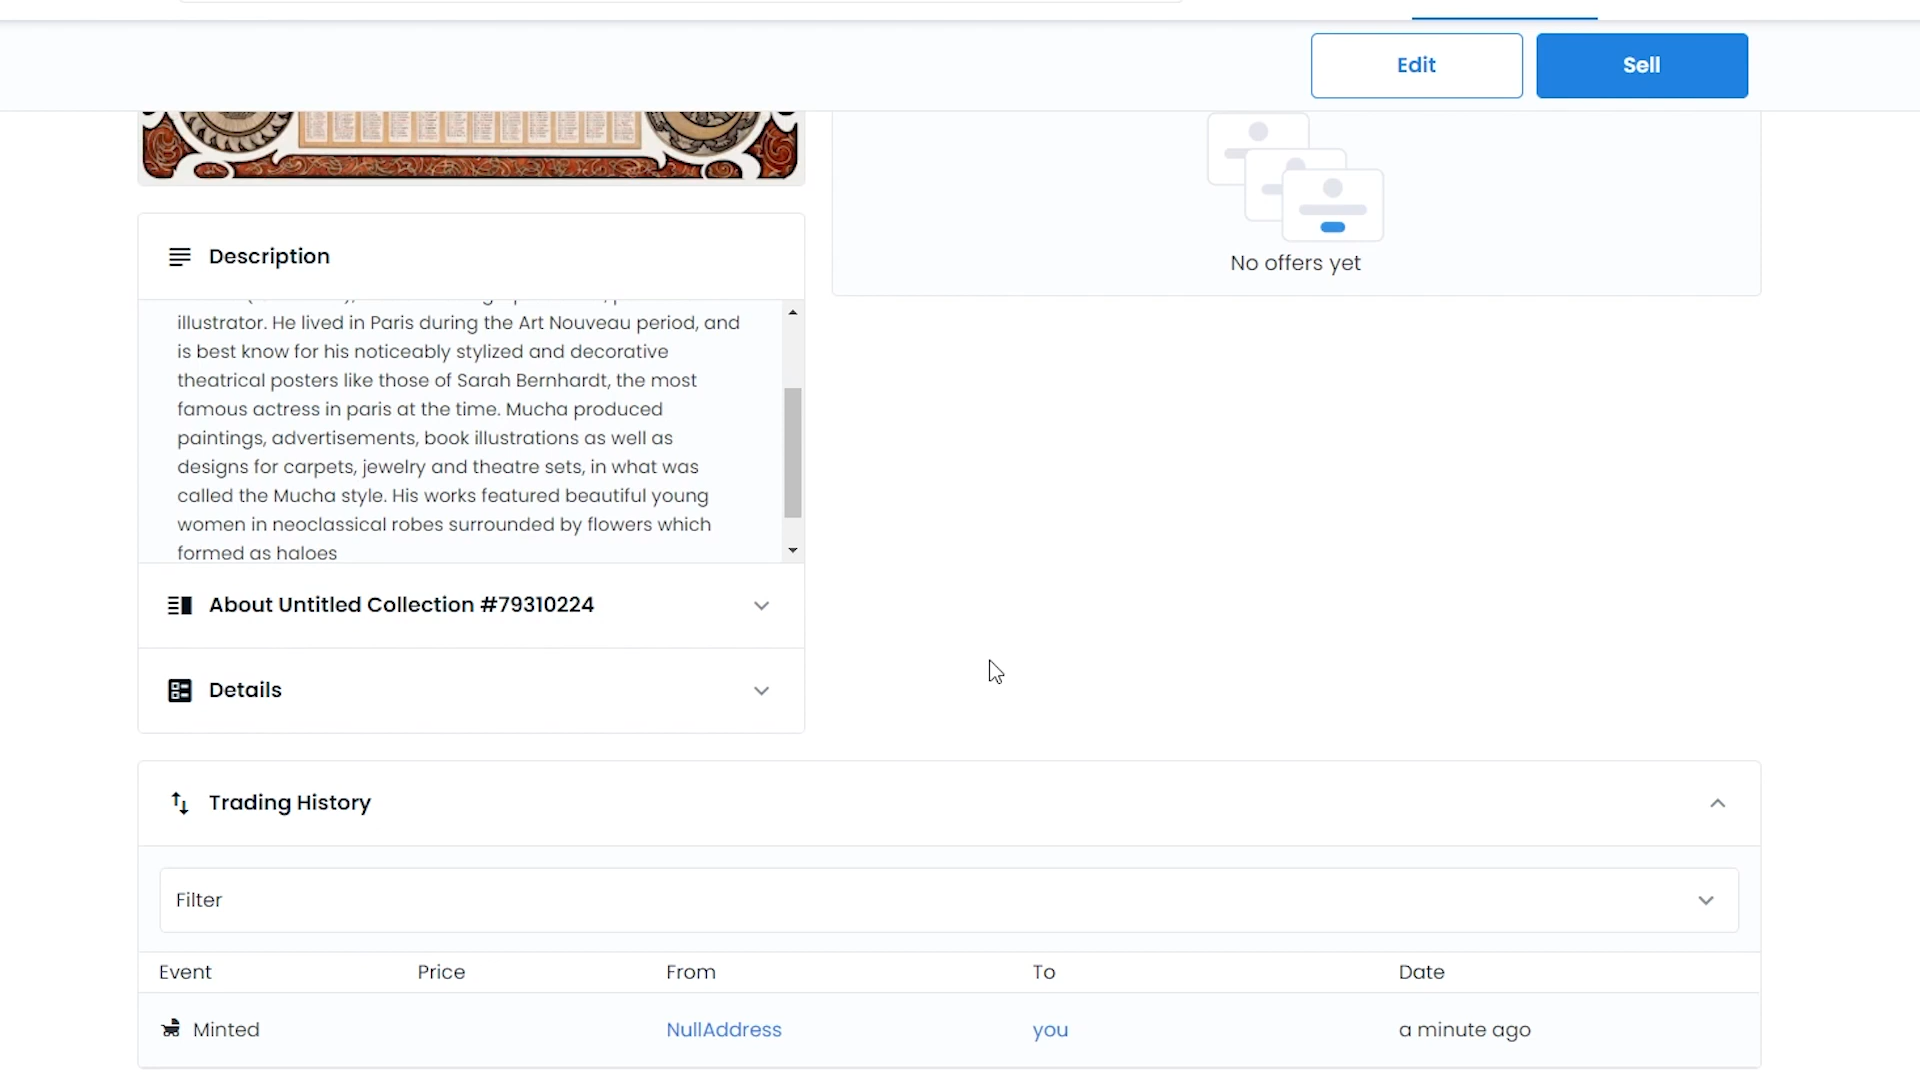 Edit
Sell
No offers yet
Description
illustrator. He lived in Paris during the Art Nouveau period, and
is best know for his noticeably stylized and decorative
theatrical posters like those of Sarah Bernhardt, the most
famous actress in paris at the time. Mucha produced
paintings, advertisements, book illustrations as well as
designs for carpets, jewelry and theatre sets, in what was
called the Mucha style. His works featured beautiful young
women in neoclassical robes surrounded by flowers which
formed as haloes
About Untitled Collection #79310224
Details
Trading History
Filter
Event Price From To Date
Minted NullAddress you a minute ago